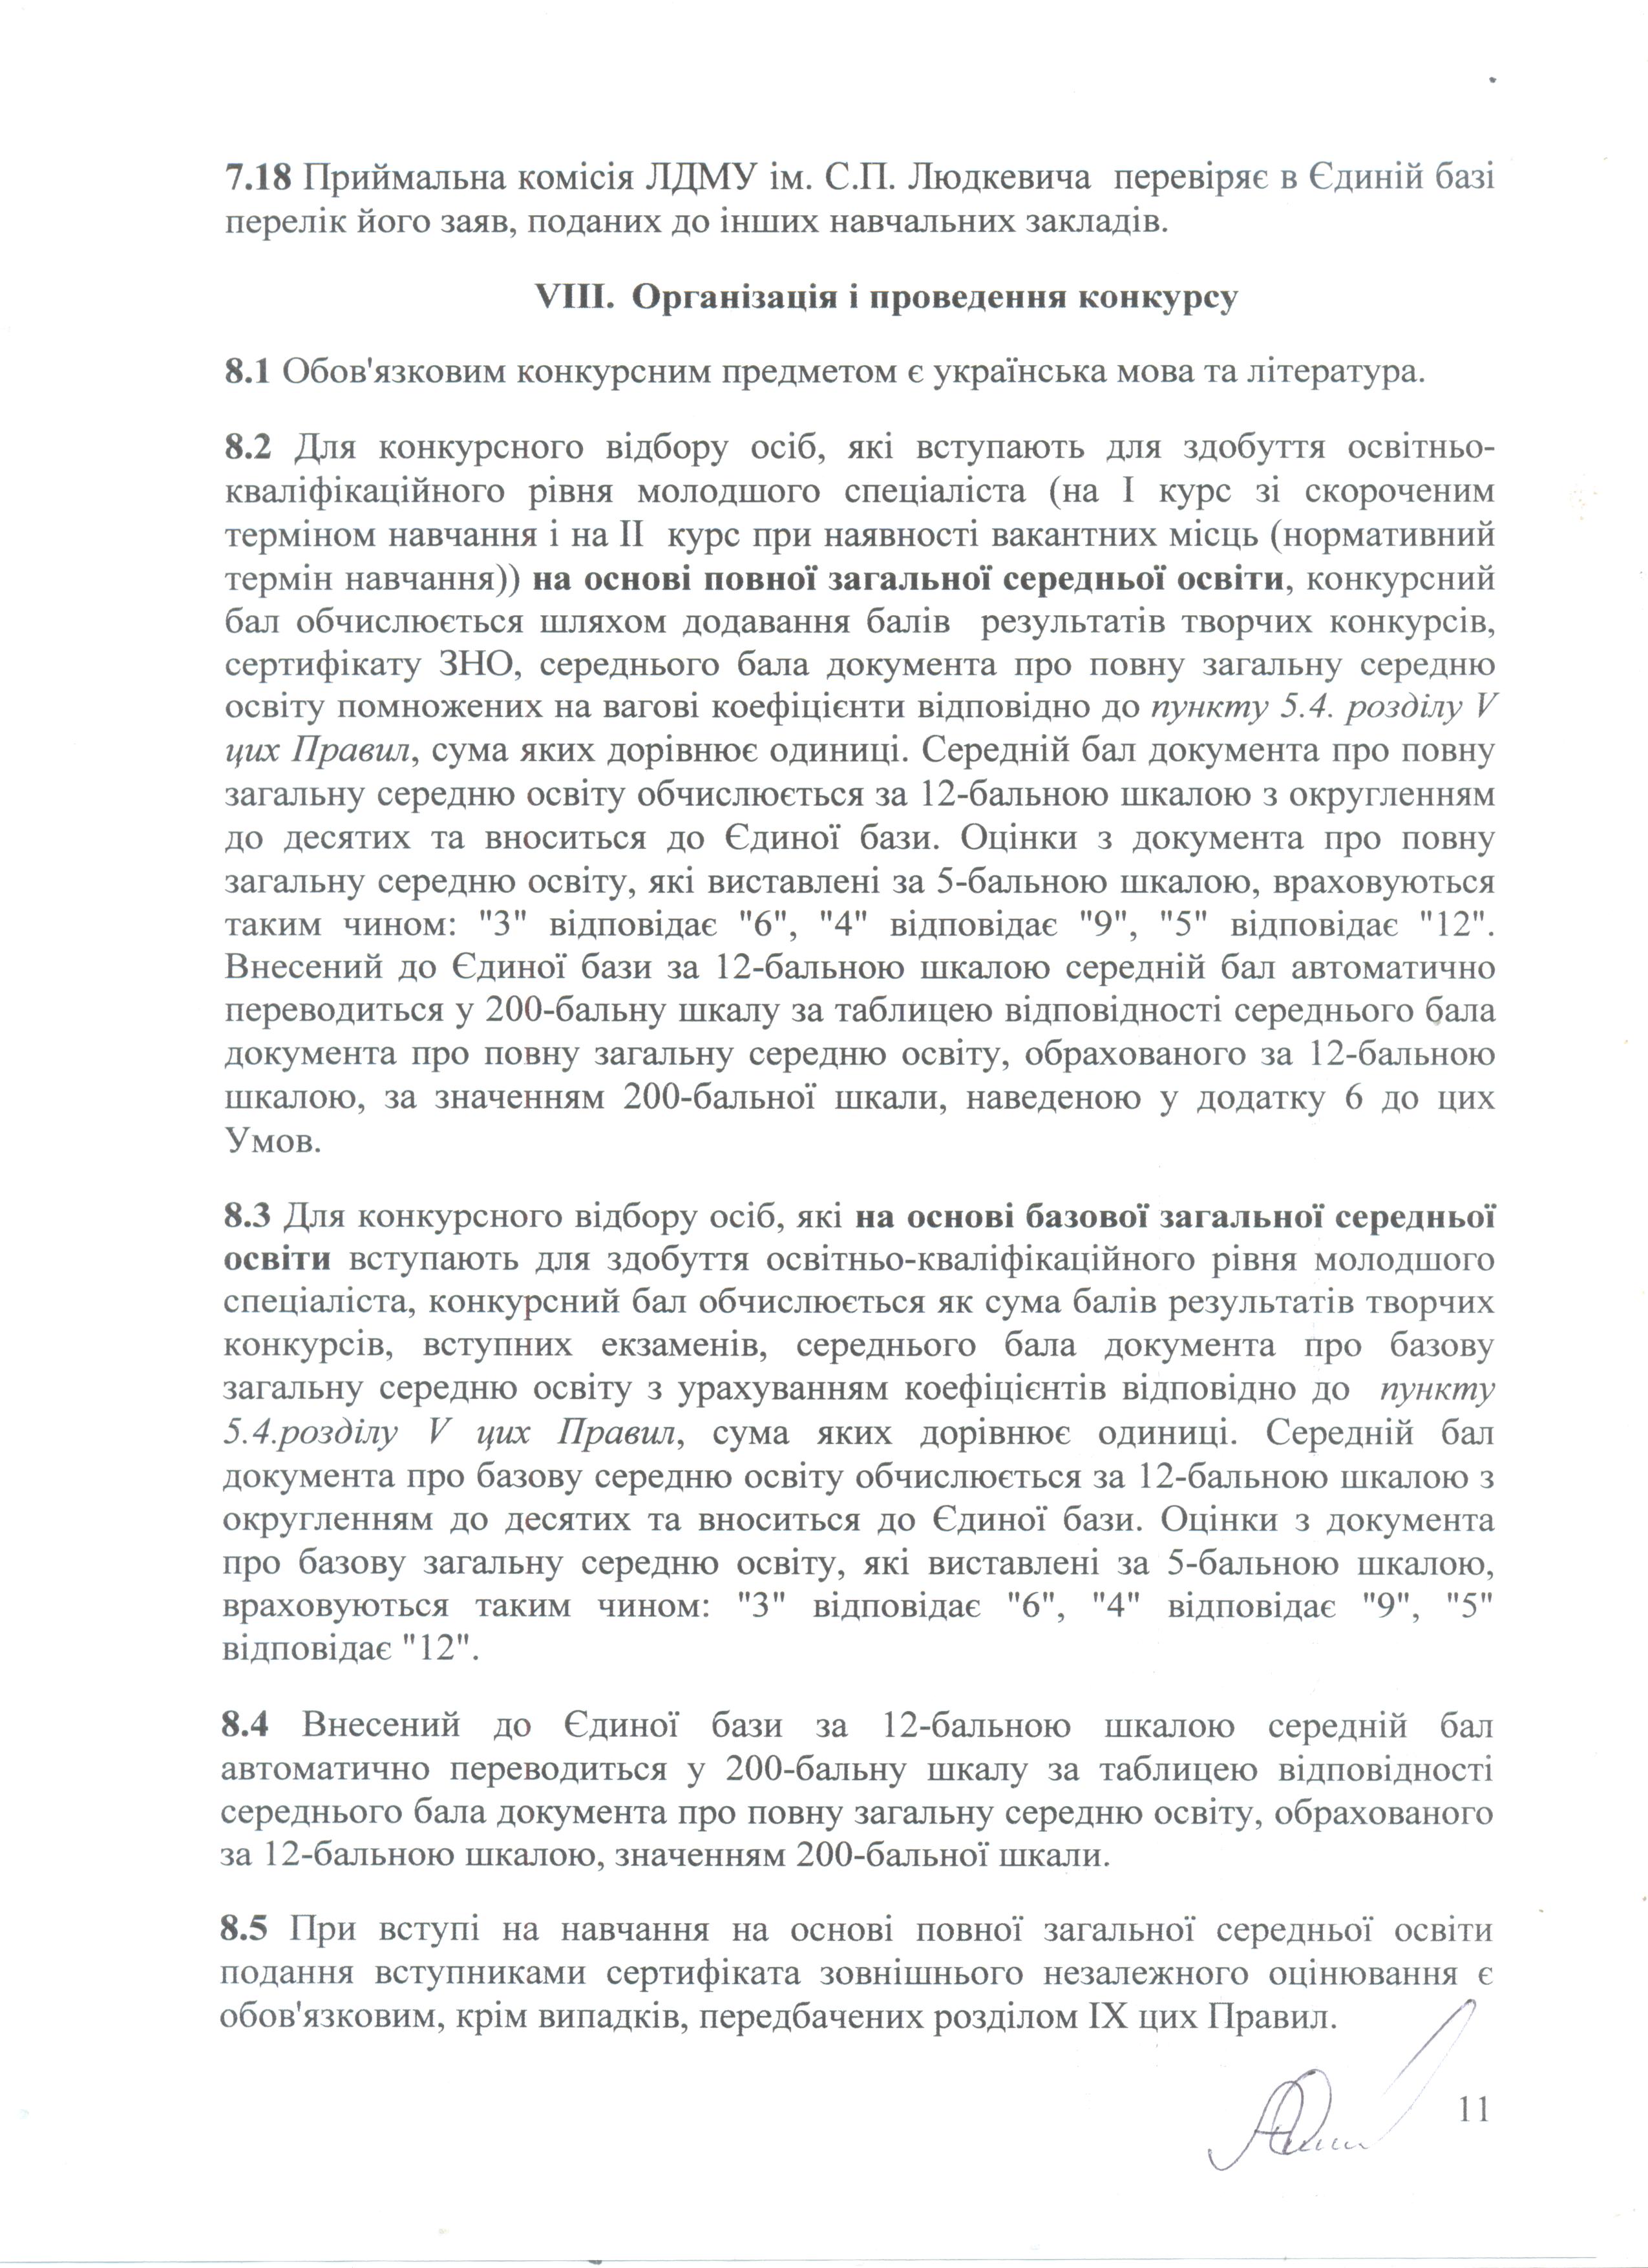 7.18 Приймальна комісія ЛДМУ ім. С.П. Людкевича перевіряє в Єдиній базі
перелік його заяв, поданих до інших навчальних закладів.
VIII. Організація і проведення конкурсу
8.1 Обов'язковим конкурсним предметом є українська мова та література.
8.2 Для конкурсного відбору осіб, які вступають для здобуття освітньо-
кваліфікаційного рівня молодшого спеціаліста (на І курс зі скороченим
терміном навчання і на ІІ курс при наявності вакантних місць (нормативний
термін навчання)) на основі повної загальної середньої освіти, конкурсний
бал обчислюється шляхом додавання балів результатів творчих конкурсів,
сертифікату ЗНО, середнього бала документа про повну загальну середню
освіту помножених на вагові коефіцієнти відповідно до пункту 5.4. розділу V
цих Правил, сума яких дорівнює одиниці. Середній бал документа про повну
загальну середню освіту обчислюється за 12-бальною шкалою з округленням
до десятих та вноситься до Єдиної бази. Оцінки з документа про повну
загальну середню освіту, які виставлені за 5-бальною шкалою, враховуються
таким чином: "3" відповідає "6", "4" відповідає "9", "5" відповідає "12".
Внесений до Єдиної бази за 12-бальною шкалою середній бал автоматично
переводиться у 200-бальну шкалу за таблицею відповідності середнього бала
документа про повну загальну середню освіту, обрахованого за 12-бальною
шкалою, за значенням 200-бальної шкали, наведеною у додатку 6 до цих
Умов.
8.3 Для конкурсного відбору осіб, які на основі базової загальної середньої
освіти вступають для здобуття освітньо-кваліфікаційного рівня молодшого
спеціаліста, конкурсний бал обчислюється як сума балів результатів творчих
конкурсів, вступних екзаменів, середнього бала документа про базову
загальну середню освіту з урахуванням коефіцієнтів відповідно до пункту
5.4.розділу V цих Правил, сума яких дорівнює одиниці. Середній бал
документа про базову середню освіту обчислюється за 12-бальною шкалою з
округленням до десятих та вноситься до Єдиної бази. Оцінки з документа
про базову загальну середню освіту, які виставлені за 5-бальною шкалою,
враховуються таким чином: "3" відповідає "6", "4" відповідає "9", "5"
відповідає "12".
8.4 Внесений до Єдиної бази за 12-бальною шкалою середній бал
автоматично переводиться у 200-бальну шкалу за таблицею відповідності
середнього бала документа про повну загальну середню освіту, обрахованого
за 12-бальною шкалою, значенням 200-бальної шкали.
8.5 При вступі на навчання на основі повної загальної середньої освіти
подання вступниками сертифіката зовнішнього незалежного оцінювання є
обов'язковим, крім випадків, передбачених розділом ІХ цих Правил.
11